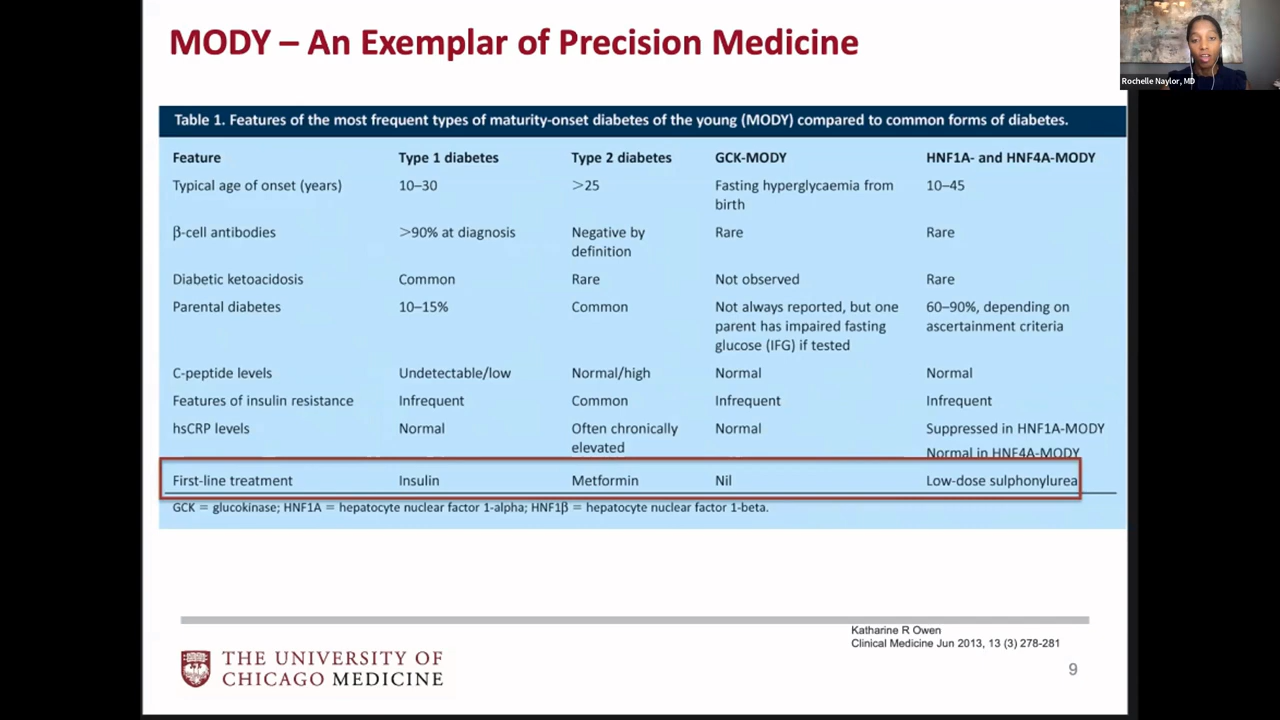 MODY – An Exemplar of Precision Medicine
Rochelle Naylor, MD
Table 1. Features of the most frequent types of maturity-onset diabetes of the young (MODY) compared to common forms of diabetes.
Feature Type 1 diabetes Type 2 diabetes GCK-MODY HNF1A- and HNF4A-MODY
Typical age of onset (years) 10–30 >25 Fasting hyperglycaemia from 10–45
birth
β-cell antibodies >90% at diagnosis Negative by Rare Rare
definition
Diabetic ketoacidosis Common Rare Not observed Rare
Parental diabetes 10–15% Common Not always reported, but one 60–90%, depending on
parent has impaired fasting ascertainment criteria
glucose (IFG) if tested
C-peptide levels Undetectable/low Normal/high Normal Normal
Features of insulin resistance Infrequent Common Infrequent Infrequent
hsCRP levels Normal Often chronically Normal Suppressed in HNF1A-MODY
elevated
Normal in HNF4A-MODY
First-line treatment Insulin Metformin Nil Low-dose sulphonylurea
GCK = glucokinase; HNF1A = hepatocyte nuclear factor 1-alpha; HNF1β = hepatocyte nuclear factor 1-beta.
Katharine R Owen
Clinical Medicine Jun 2013, 13 (3) 278-281
THE UNIVERSITY OF
CHICAGO MEDICINE
9